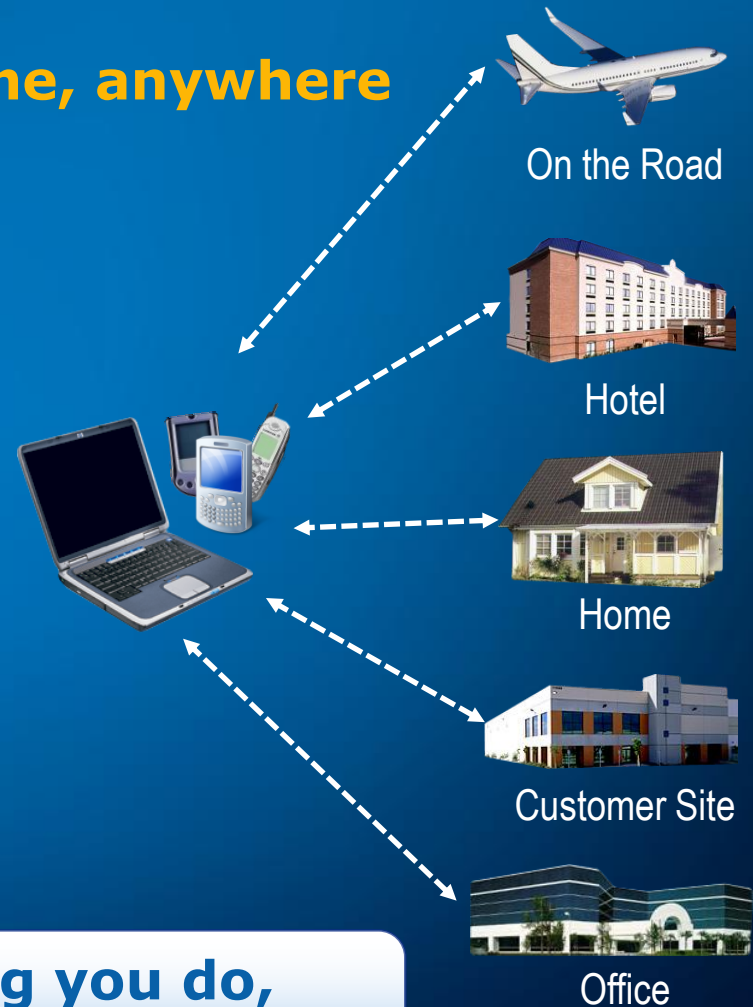 ne, anywhere
On the Road
Hotel
Home
Customer Site
Office
g you do,